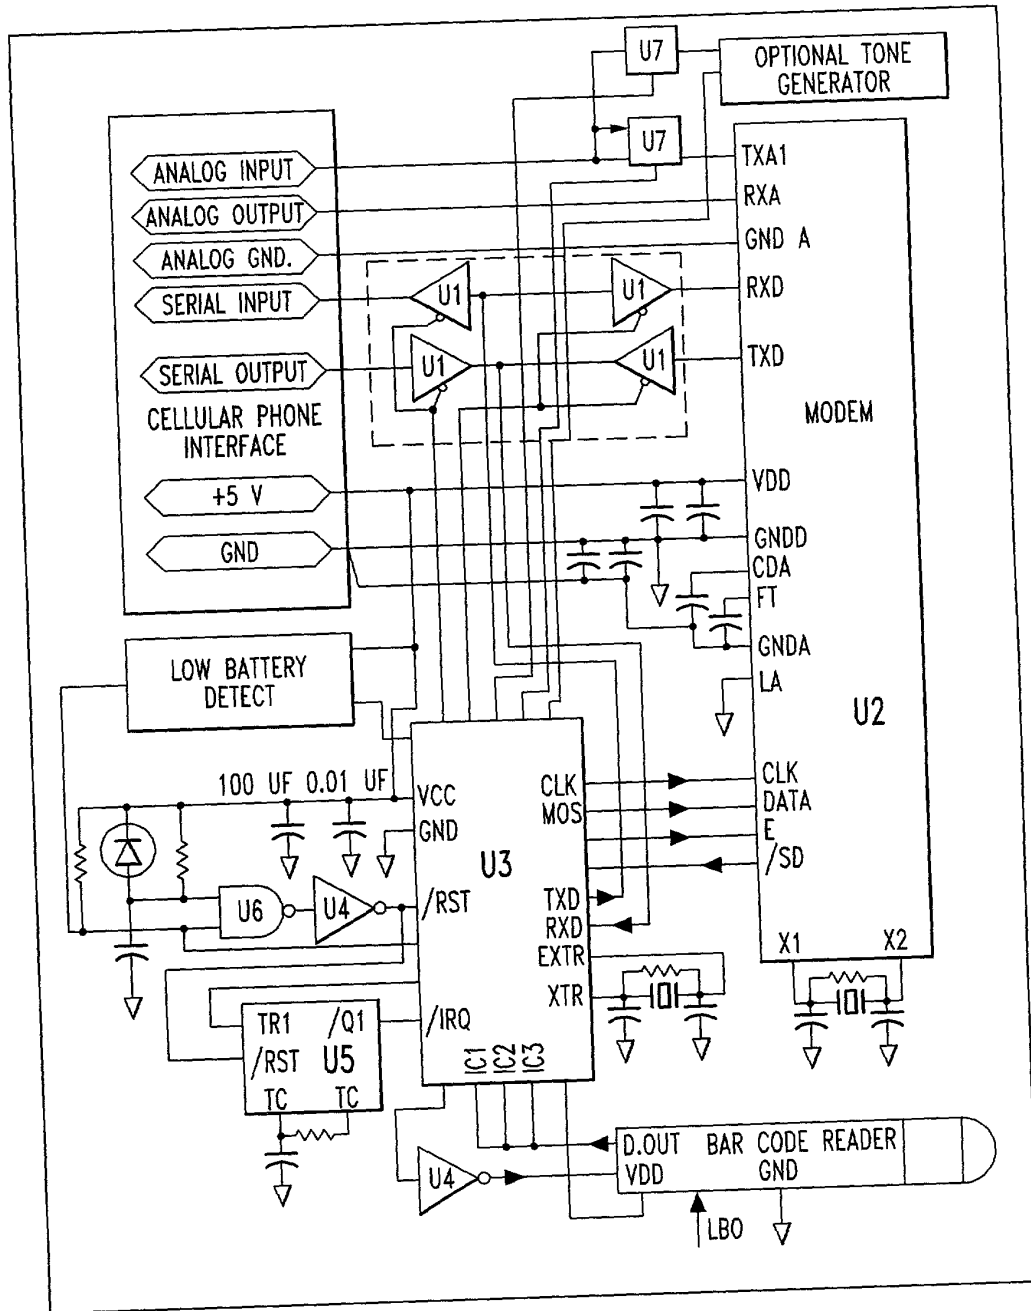 U7
OPTIONAL TONE
GENERATOR
U7
ANALOG INPUT
TXA1
ANALOG OUTPUT
RXA
ANALOG GND.
GND A
SERIAL INPUT
U1
U1
RXD
SERIAL OUTPUT
U1
U1
TXD
CELLULAR PHONE
INTERFACE
MODEM
+5 V
VDD
GND
GNDD
CDA
FT
GNDA
LA
LOW BATTERY
DETECT
U2
100 UF 0.01 UF
VCC
CLK
CLK
GND
MOS
DATA
E
U3
/SD
U6
U4
/RST
TXD
RXD
EXTR
XTR
X1
X2
TR1
/Q1
/IRQ
/RST
U5
IC1
IC2
IC3
TC
TC
D.OUT BAR CODE READER
U4
VDD
GND
LBO